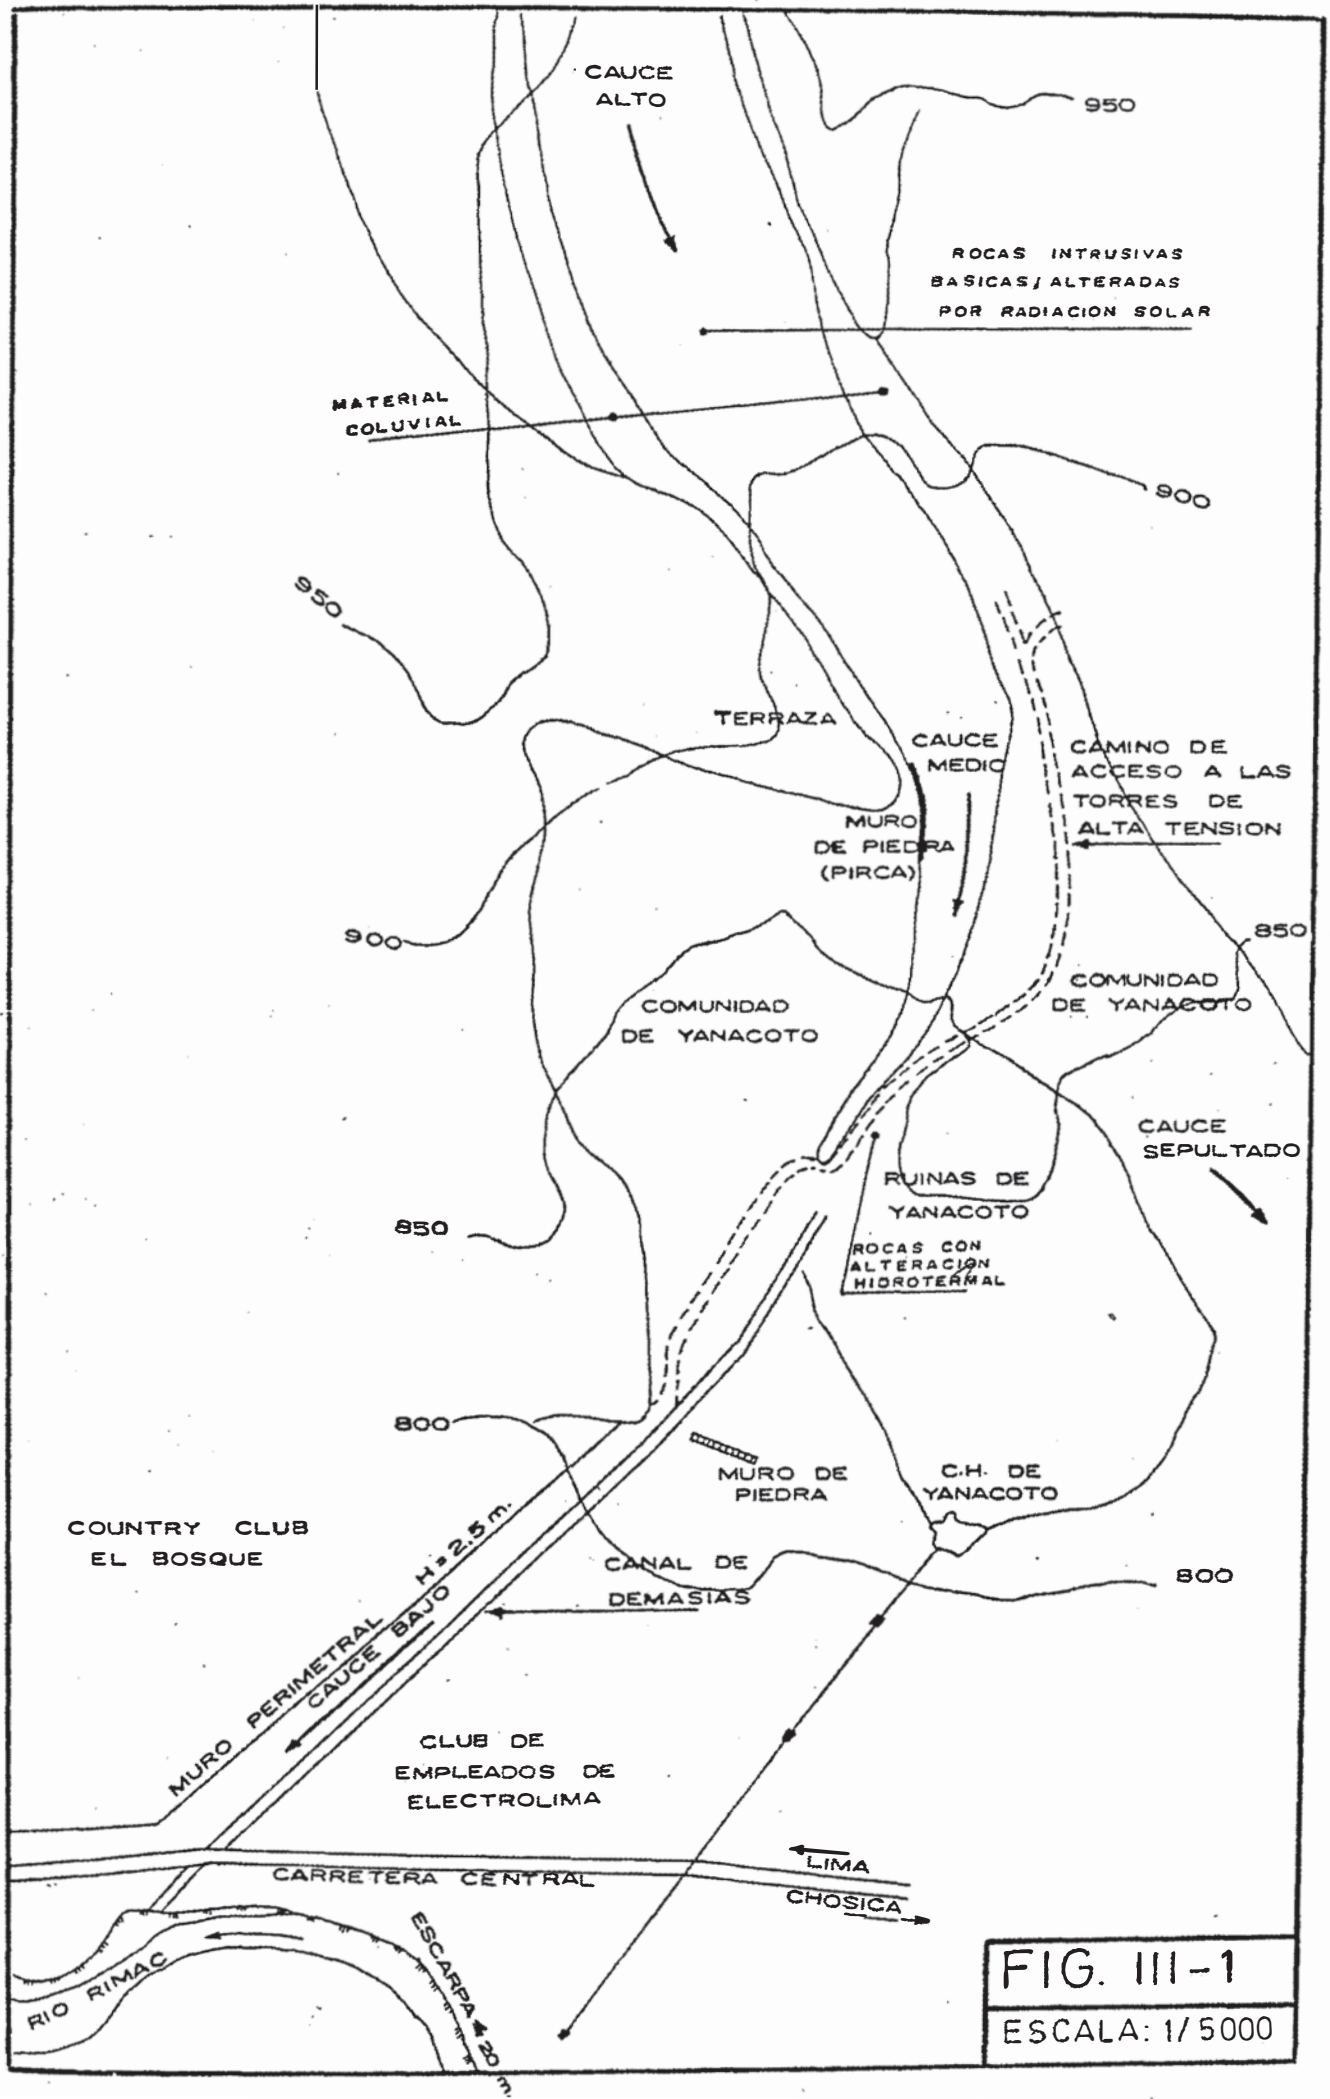 CAUCE
ALTO
950
ROCAS INTRUSIVAS
BASICAS/ALTERADAS
POR RADIACION SOLAR
MATERIAL
COLUVIAL
900
950
TERRAZA
CAUCE
MEDIO
CAMINO DE
ACCESO A LAS
TORRES DE
ALTA TENSION
MURO
DE PIEDRA
(PIRCA)
900
850
COMUNIDAD
DE YANACOTO
COMUNIDAD
DE YANACOTO
CAUCE
SEPULTADO
RUINAS DE
YANACOTO
850
ROCAS CON
ALTERACION
HIDROTERMAL
800
MURO DE
PIEDRA
C.H. DE
YANACOTO
COUNTRY CLUB
EL BOSQUE
MURO PERIMETRAL H=2.5 m.
CAUCE BAJO
CANAL DE
DEMASIAS
800
CLUB DE
EMPLEADOS DE
ELECTROLIMA
LIMA
CARRETERA CENTRAL
CHOSICA
RIO RIMAC
ESCARPA 4 20 m.
FIG. III-1
ESCALA: 1/5000